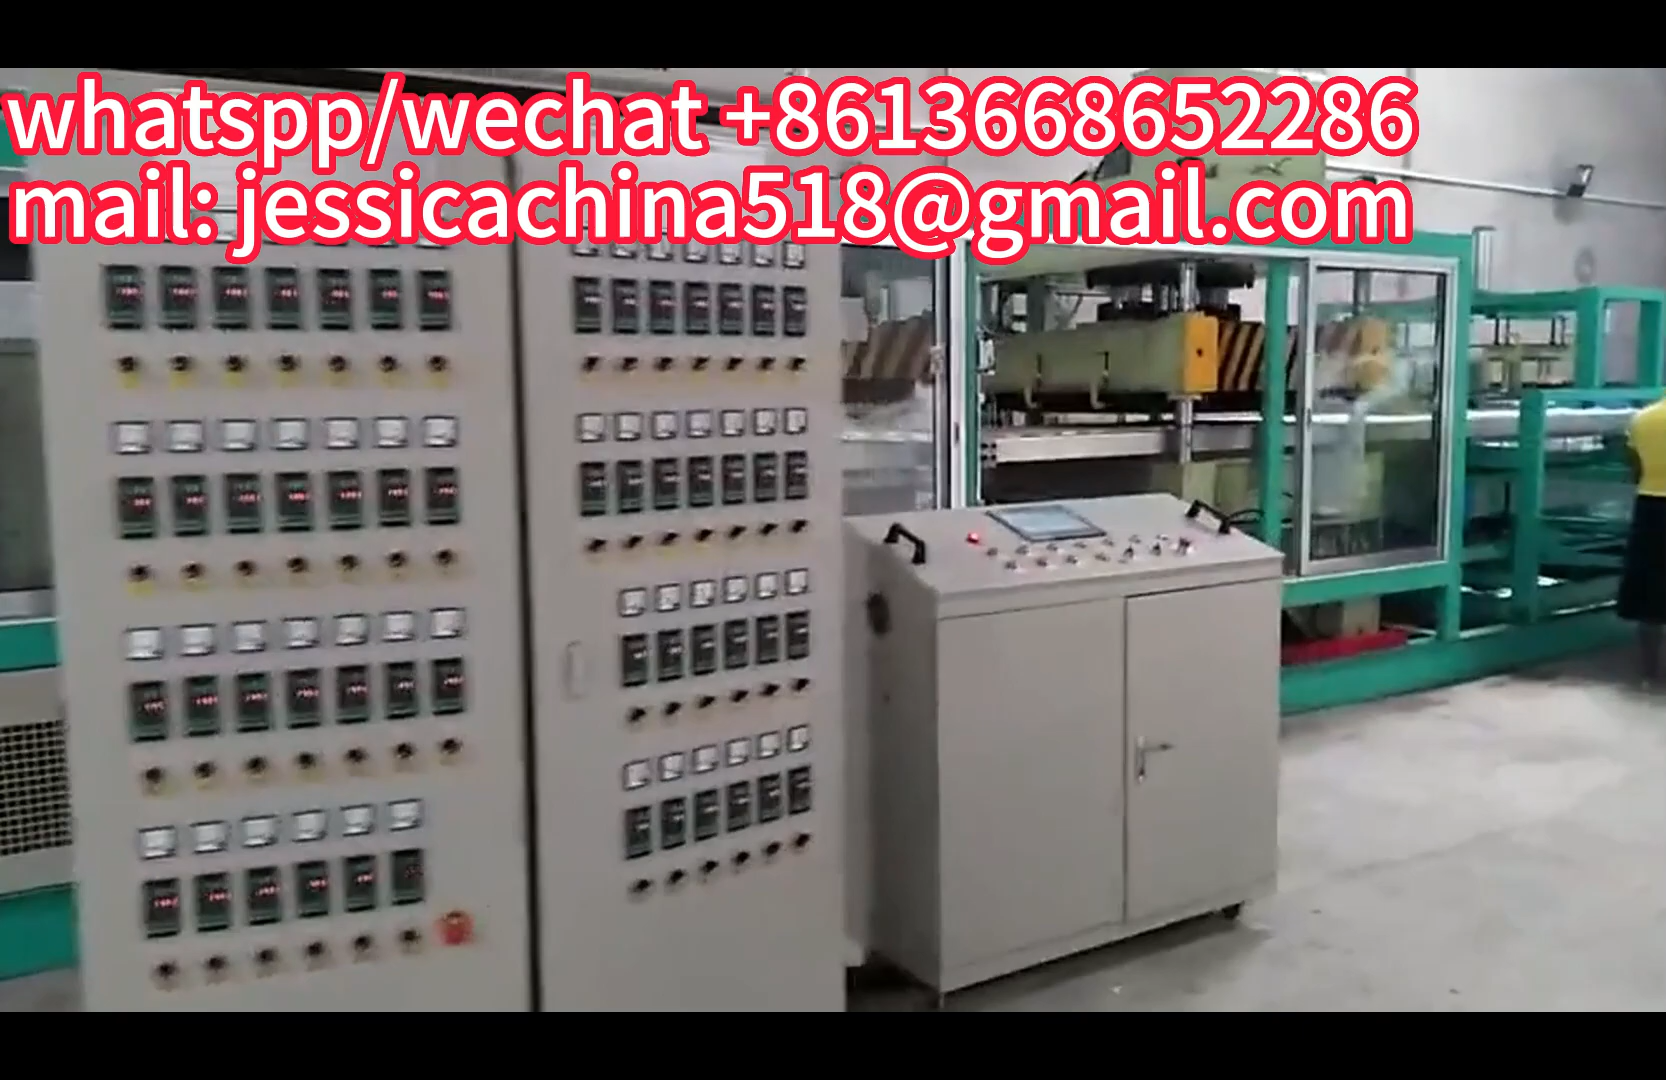 whatspp/wechat +8613668652286
mail: jessicachina518@gmail.com